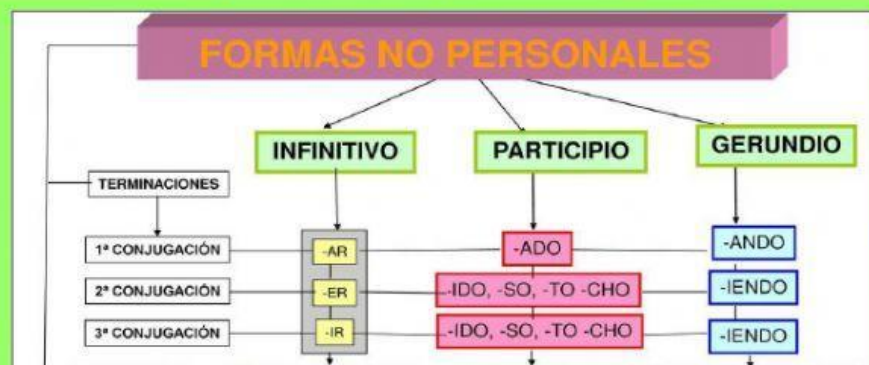 FORMAS NO PERSONALES
INFINITIVO PARTICIPIO GERUNDIO
TERMINACIONES
1ª CONJUGACIÓN -AR -ADO -ANDO
2ª CONJUGACIÓN -ER -IDO, -SO, -TO -CHO -IENDO
3ª CONJUGACIÓN -IR -IDO, -SO, -TO -CHO -IENDO